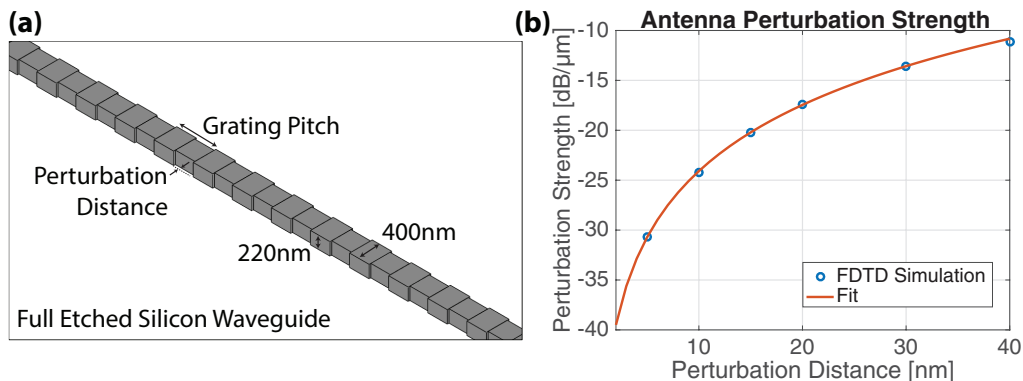 (a)
Grating Pitch
Perturbation
Distance
400nm
220nm
Full Etched Silicon Waveguide
(b)
Antenna Perturbation Strength
Perturbation Strength [dB/μm]
-10
-15
-20
-25
-30
-35
-40
FDTD Simulation
Fit
10
20
30
40
Perturbation Distance [nm]